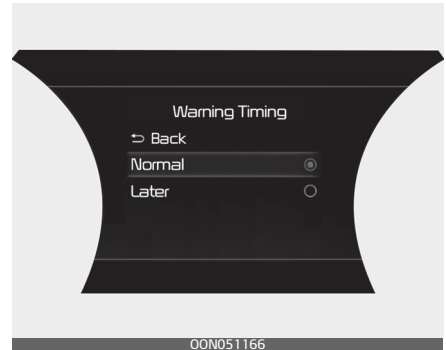 Warning Timing
⮌ Back
Normal
Later
OON051166